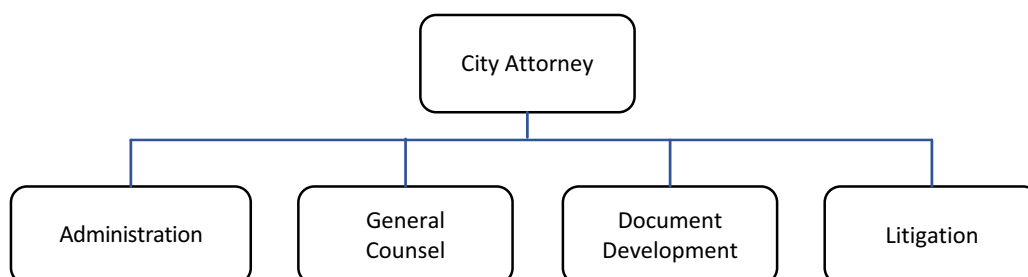 City Attorney
Administration
General
Counsel
Document
Development
Litigation